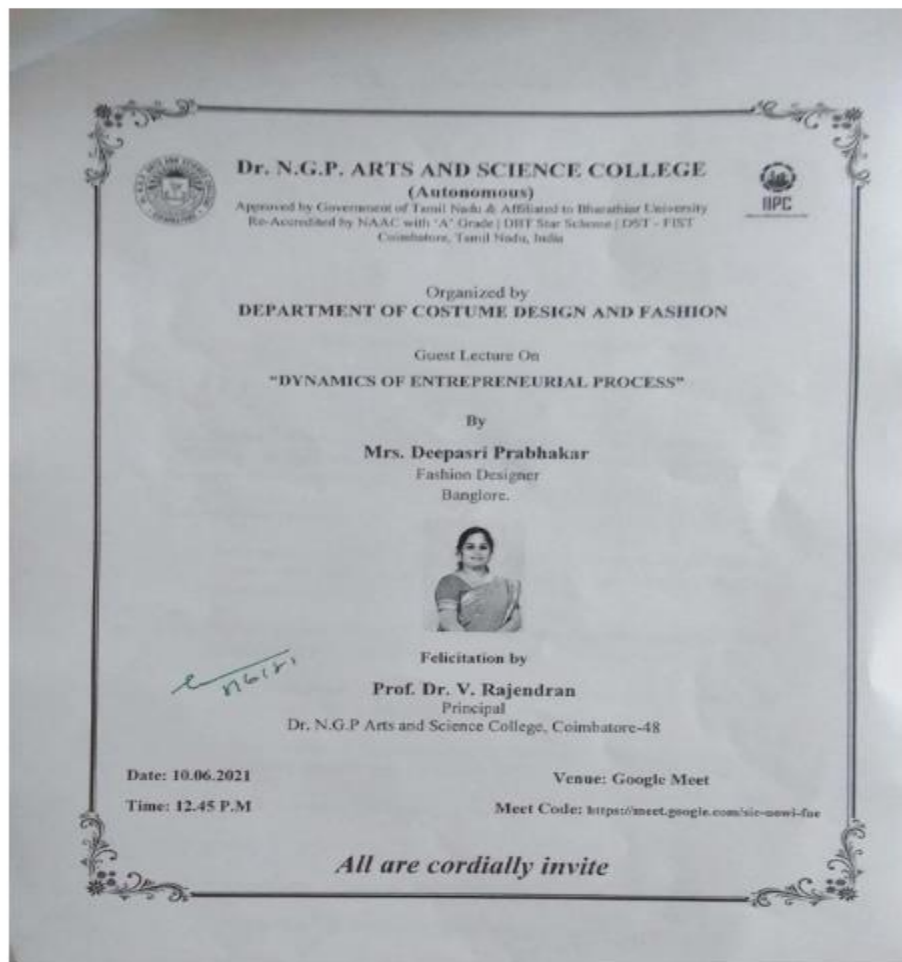 Dr. N.G.P. ARTS AND SCIENCE COLLEGE
(Autonomous)
Approved by Government of Tamil Nadu & Affiliated to Bharathiar University
Re-Accredited by NAAC with 'A' Grade | DBT Star Scheme | DST - FIST
Coimbatore, Tamil Nadu, India
IIPC
Organized by
DEPARTMENT OF COSTUME DESIGN AND FASHION
Guest Lecture On
"DYNAMICS OF ENTREPRENEURIAL PROCESS"
By
Mrs. Deepasri Prabhakar
Fashion Designer
Banglore.
Felicitation by
Prof. Dr. V. Rajendran
Principal
Dr. N.G.P Arts and Science College, Coimbatore-48
Date: 10.06.2021
Venue: Google Meet
Time: 12.45 P.M
Meet Code:
All are cordially invite